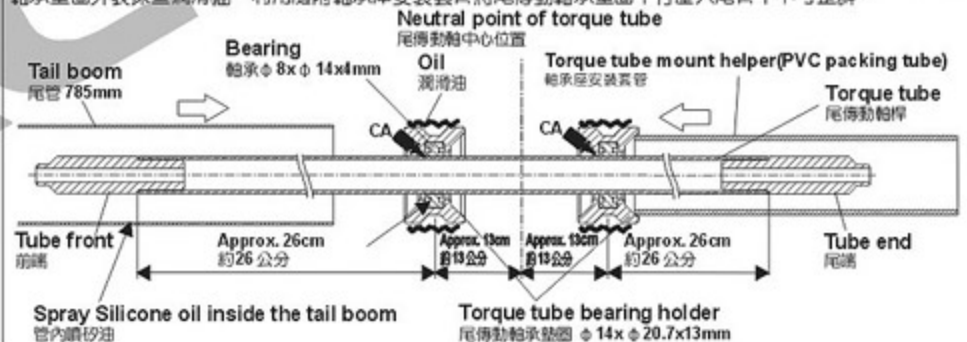 Neutral point of torque tube
尾傳動軸中心位置
Bearing
軸承φ 8x φ 14x4mm
Oil
潤滑油
Torque tube mount helper(PVC packing tube)
軸承座安裝套管
Tail boom
尾管 785mm
Torque tube
尾傳動軸桿
CA
CA
Tube front
前端
Approx. 26cm
約26 公分
Approx. 13cm
約13公分
Approx. 13cm
約13公分
Approx. 26cm
約26 公分
Tube end
尾端
Spray Silicone oil inside the tail boom
管內噴矽油
Torque tube bearing holder
尾傳動軸承墊圈 φ 14x φ 20.7x13mm